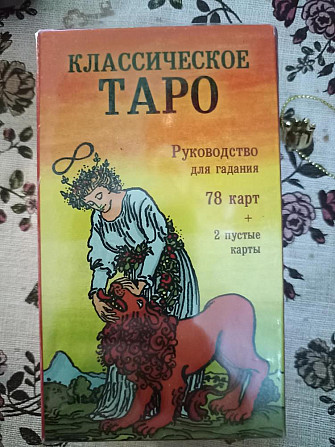 КЛАССИЧЕСКОЕ
ТАРО
Руководство
для гадания
78 карт
+
2 пустые
карты